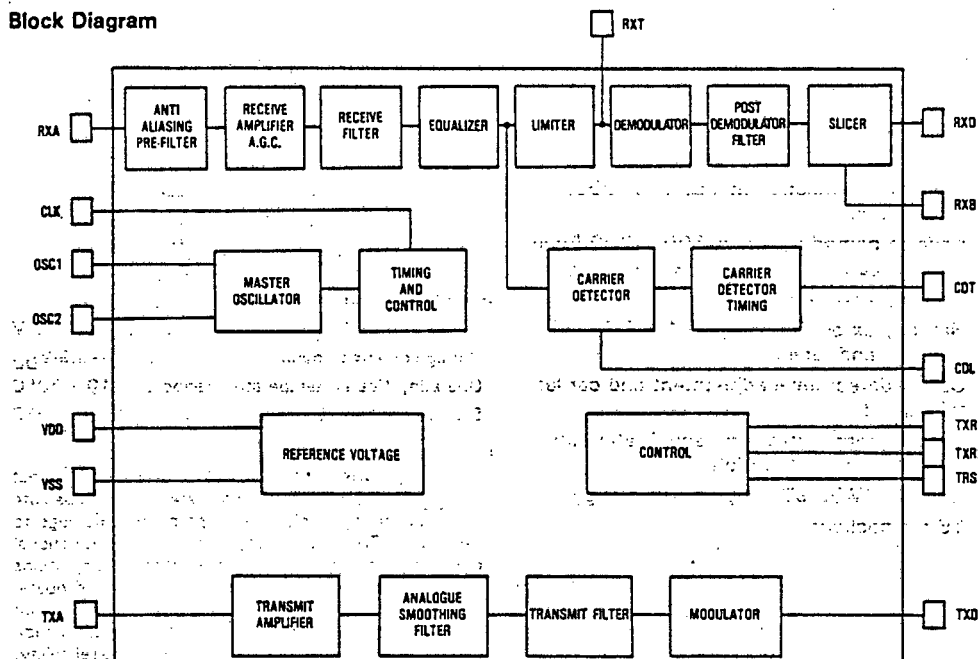 Block Diagram
RXT
RXA
ANTI
ALIASING
PRE-FILTER
RECEIVE
AMPLIFIER
A.G.C.
RECEIVE
FILTER
EQUALIZER
LIMITER
DEMODULATOR
POST
DEMODULATOR
FILTER
SLICER
RXD
RXB
CLK
OSC1
OSC2
MASTER
OSCILLATOR
TIMING
AND
CONTROL
CARRIER
DETECTOR
CARRIER
DETECTOR
TIMING
CDT
CDL
VDD
VSS
REFERENCE VOLTAGE
CONTROL
TXR
TXR
TRS
TXA
TRANSMIT
AMPLIFIER
ANALOGUE
SMOOTHING
FILTER
TRANSMIT FILTER
MODULATOR
TXD